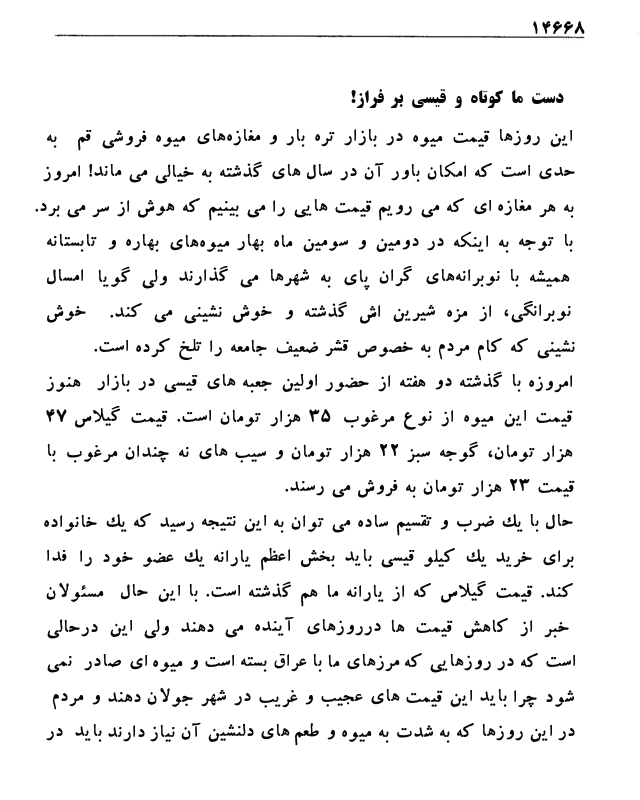 ۱۴۶۶۸
دست ما کوتاه و قیسی بر فراز!
این روزها قیمت میوه در بازار تره بار و مغازه‌های میوه فروشی قم به
حدی است که امکان باور آن در سال های گذشته به خیالی می ماند! امروز
به هر مغازه ای که می رویم قیمت هایی را می بینیم که هوش از سر می برد.
با توجه به اینکه در دومین و سومین ماه بهار میوه‌های بهاره و تابستانه
همیشه با نوبرانه‌های گران پای به شهرها می گذارند ولی گویا امسال
نوبرانگی، از مزه شیرین اش گذشته و خوش نشینی می کند. خوش
نشینی که کام مردم به خصوص قشر ضعیف جامعه را تلخ کرده است.
امروزه با گذشته دو هفته از حضور اولین جعبه های قیسی در بازار هنوز
قیمت این میوه از نوع مرغوب ۳۵ هزار تومان است. قیمت گیلاس ۴۷
هزار تومان، گوجه سبز ۲۲ هزار تومان و سیب های نه چندان مرغوب با
قیمت ۲۳ هزار تومان به فروش می رسند.
حال با یك ضرب و تقسیم ساده می توان به این نتیجه رسید که یك خانواده
برای خرید یك کیلو قیسی باید بخش اعظم یارانه یك عضو خود را فدا
کند. قیمت گیلاس که از یارانه ما هم گذشته است. با این حال مسئولان
خبر از کاهش قیمت ها درروزهای آینده می دهند ولی این درحالی
است که در روزهایی که مرزهای ما با عراق بسته است و میوه ای صادر نمی
شود چرا باید این قیمت های عجیب و غریب در شهر جولان دهند و مردم
در این روزها که به شدت به میوه و طعم های دلنشین آن نیاز دارند باید در